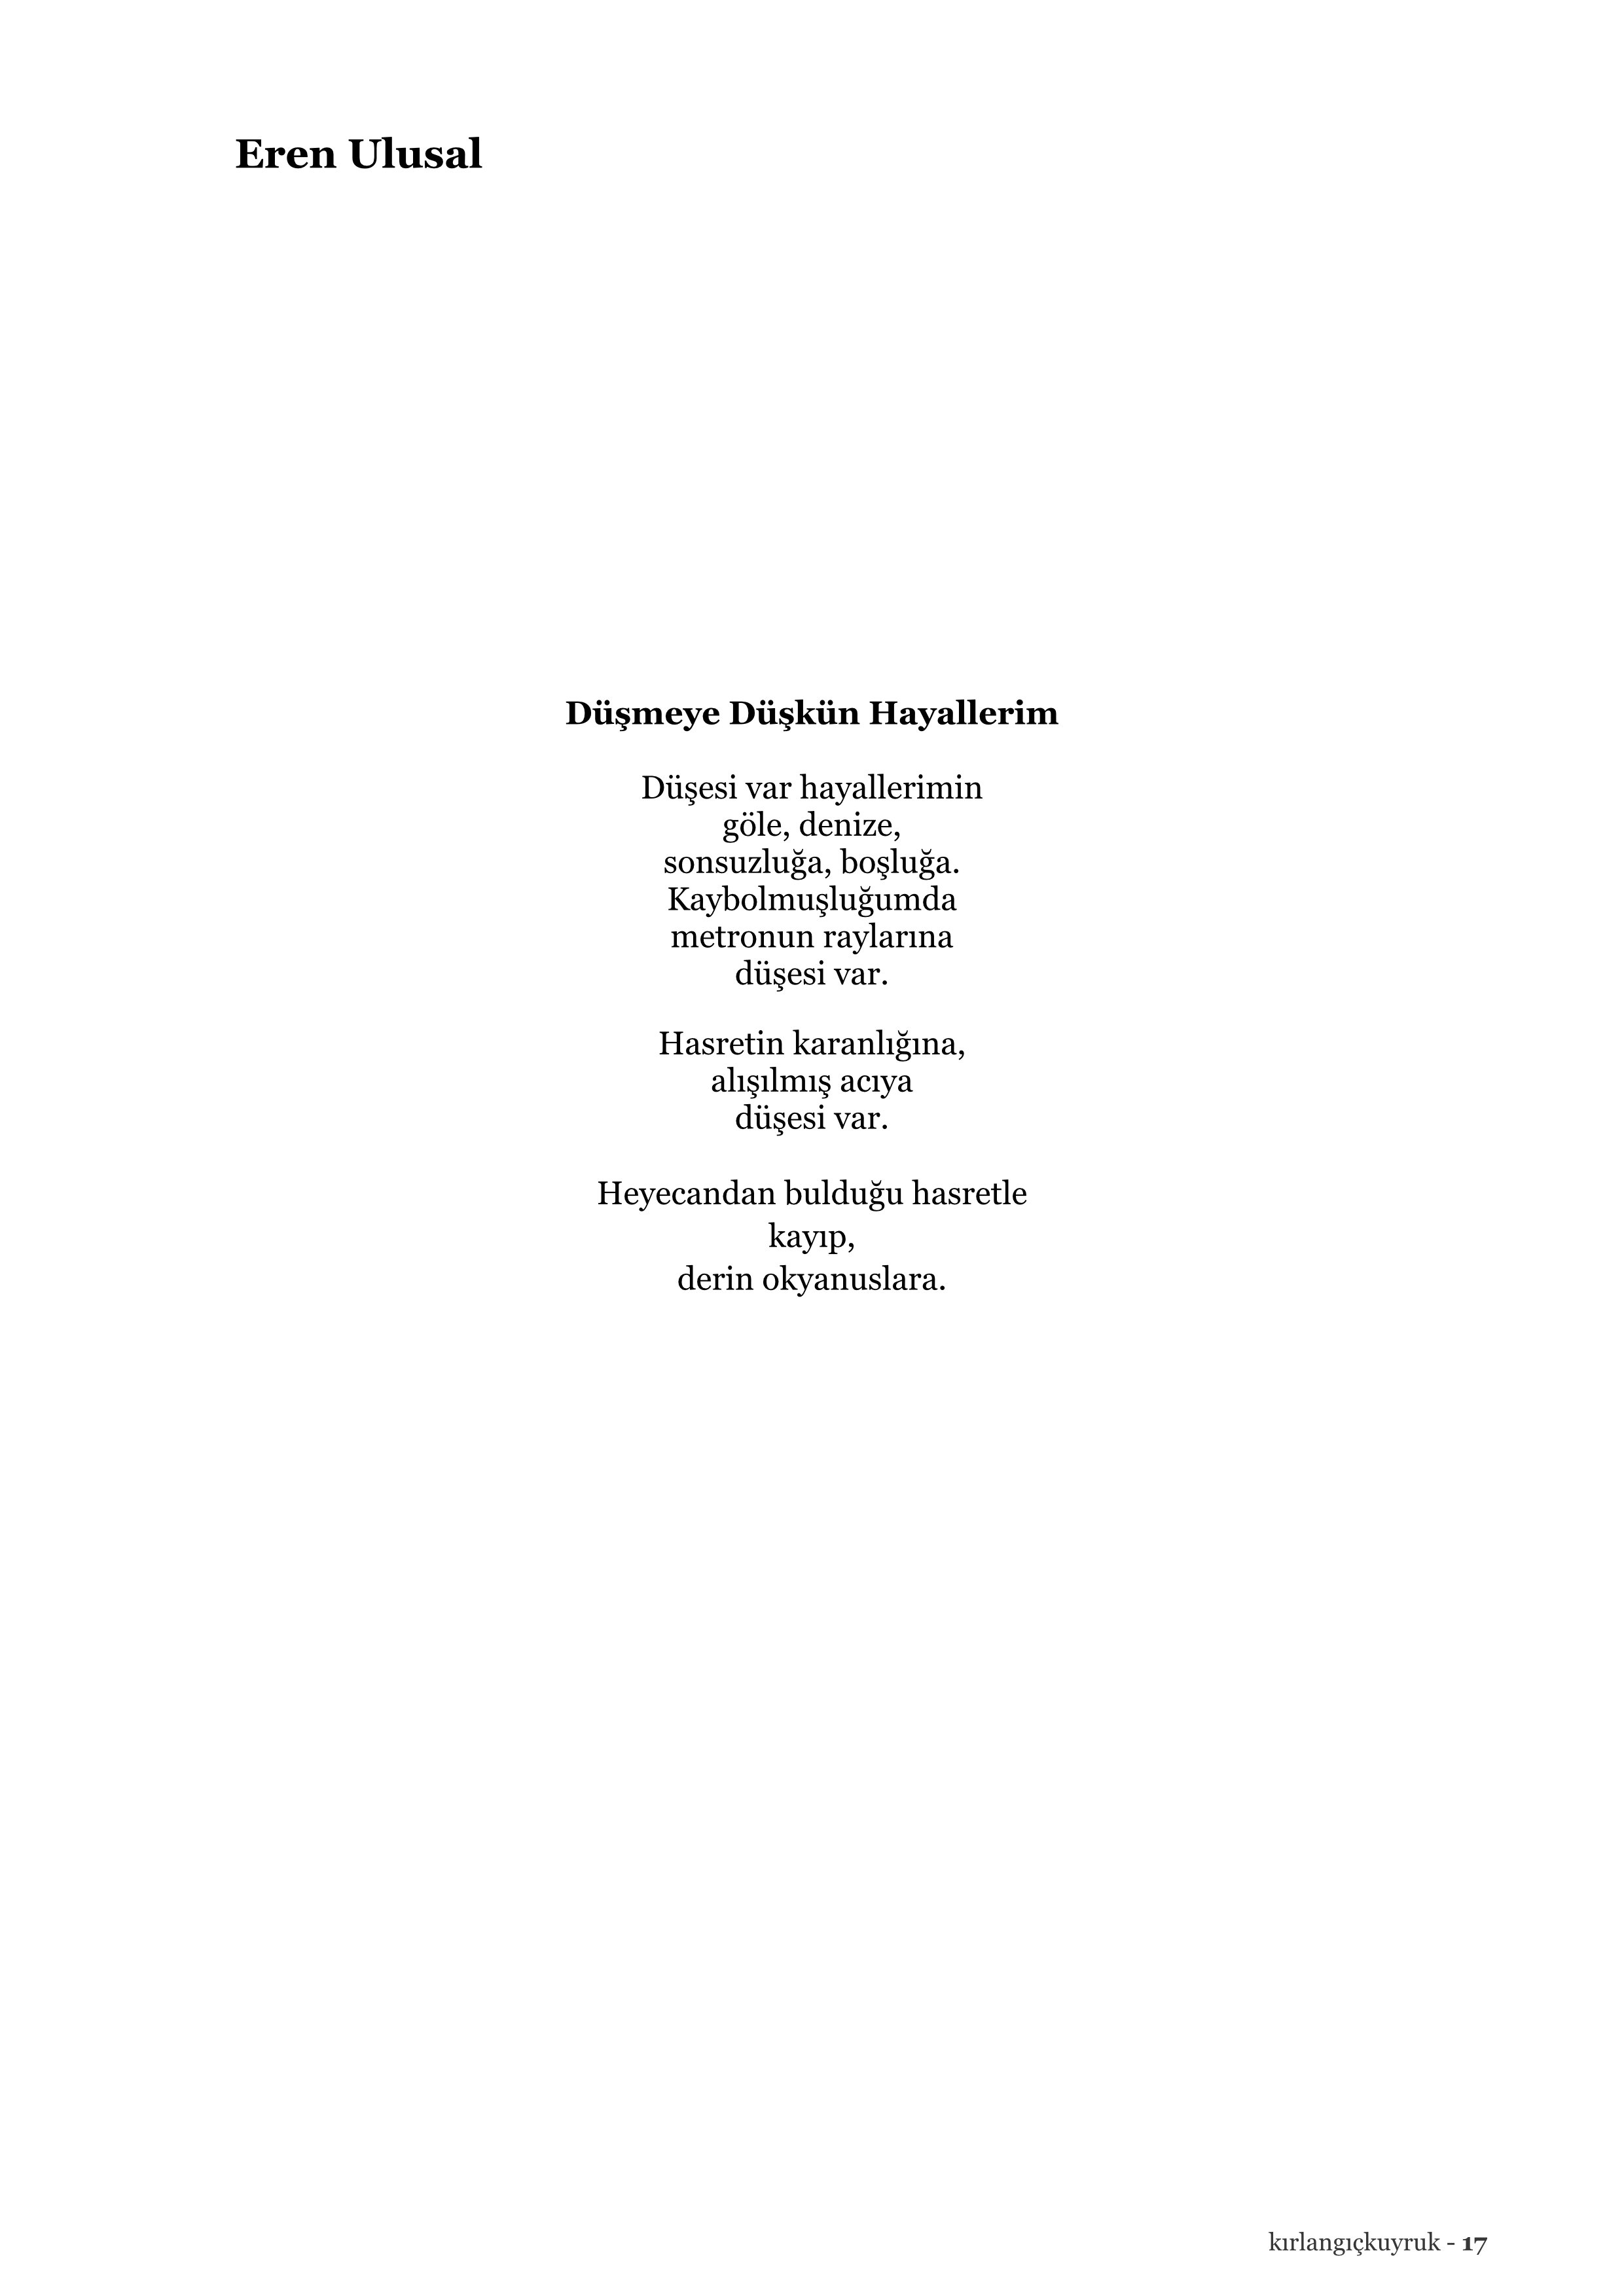 Eren Ulusal
Düşmeye Düşkün Hayallerim
Düşesi var hayallerimin
göle, denize,
sonsuzluğa, boşluğa.
Kaybolmuşluğumda
metronun raylarına
düşesi var.
Hasretin karanlığına,
alışılmış acıya
düşesi var.
Heyecandan bulduğu hasretle
kayıp,
derin okyanuslara.
kırlangıçkuyruk - 17